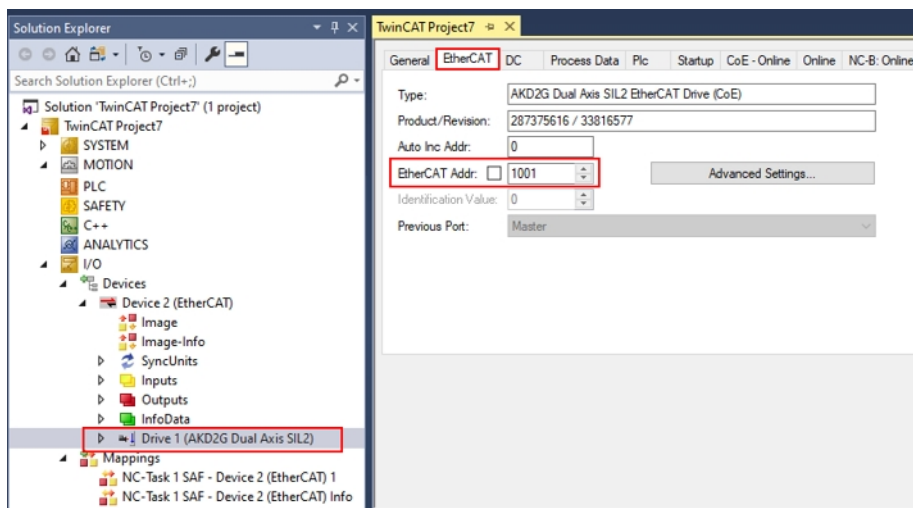 Solution Explorer
Search Solution Explorer (Ctrl+;)
Solution 'TwinCAT Project7' (1 project)
TwinCAT Project7
SYSTEM
MOTION
PLC
SAFETY
C++
ANALYTICS
I/O
Devices
Device 2 (EtherCAT)
Image
Image-Info
SyncUnits
Inputs
Outputs
InfoData
Drive 1 (AKD2G Dual Axis SIL2)
Mappings
NC-Task 1 SAF - Device 2 (EtherCAT) 1
NC-Task 1 SAF - Device 2 (EtherCAT) Info
TwinCAT Project7
General EtherCAT DC Process Data Plc Startup CoE - Online Online NC-B: Online
Type: AKD2G Dual Axis SIL2 EtherCAT Drive (CoE)
Product/Revision: 287375616 / 33816577
Auto Inc Addr: 0
EtherCAT Addr: 1001 Advanced Settings...
Identification Value: 0
Previous Port: Master